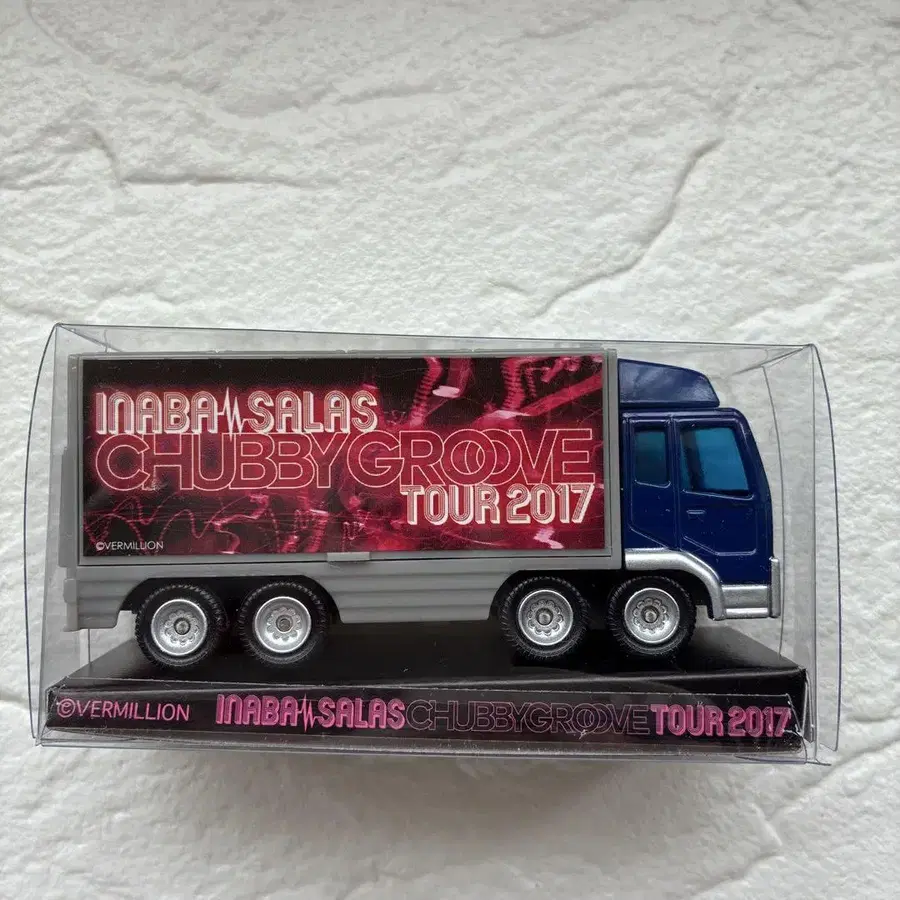 INABA SALAS
CHUBBY GROOVE
TOUR 2017
©VERMILLION
©VERMILLION INABA SALAS CHUBBY GROOVE TOUR 2017